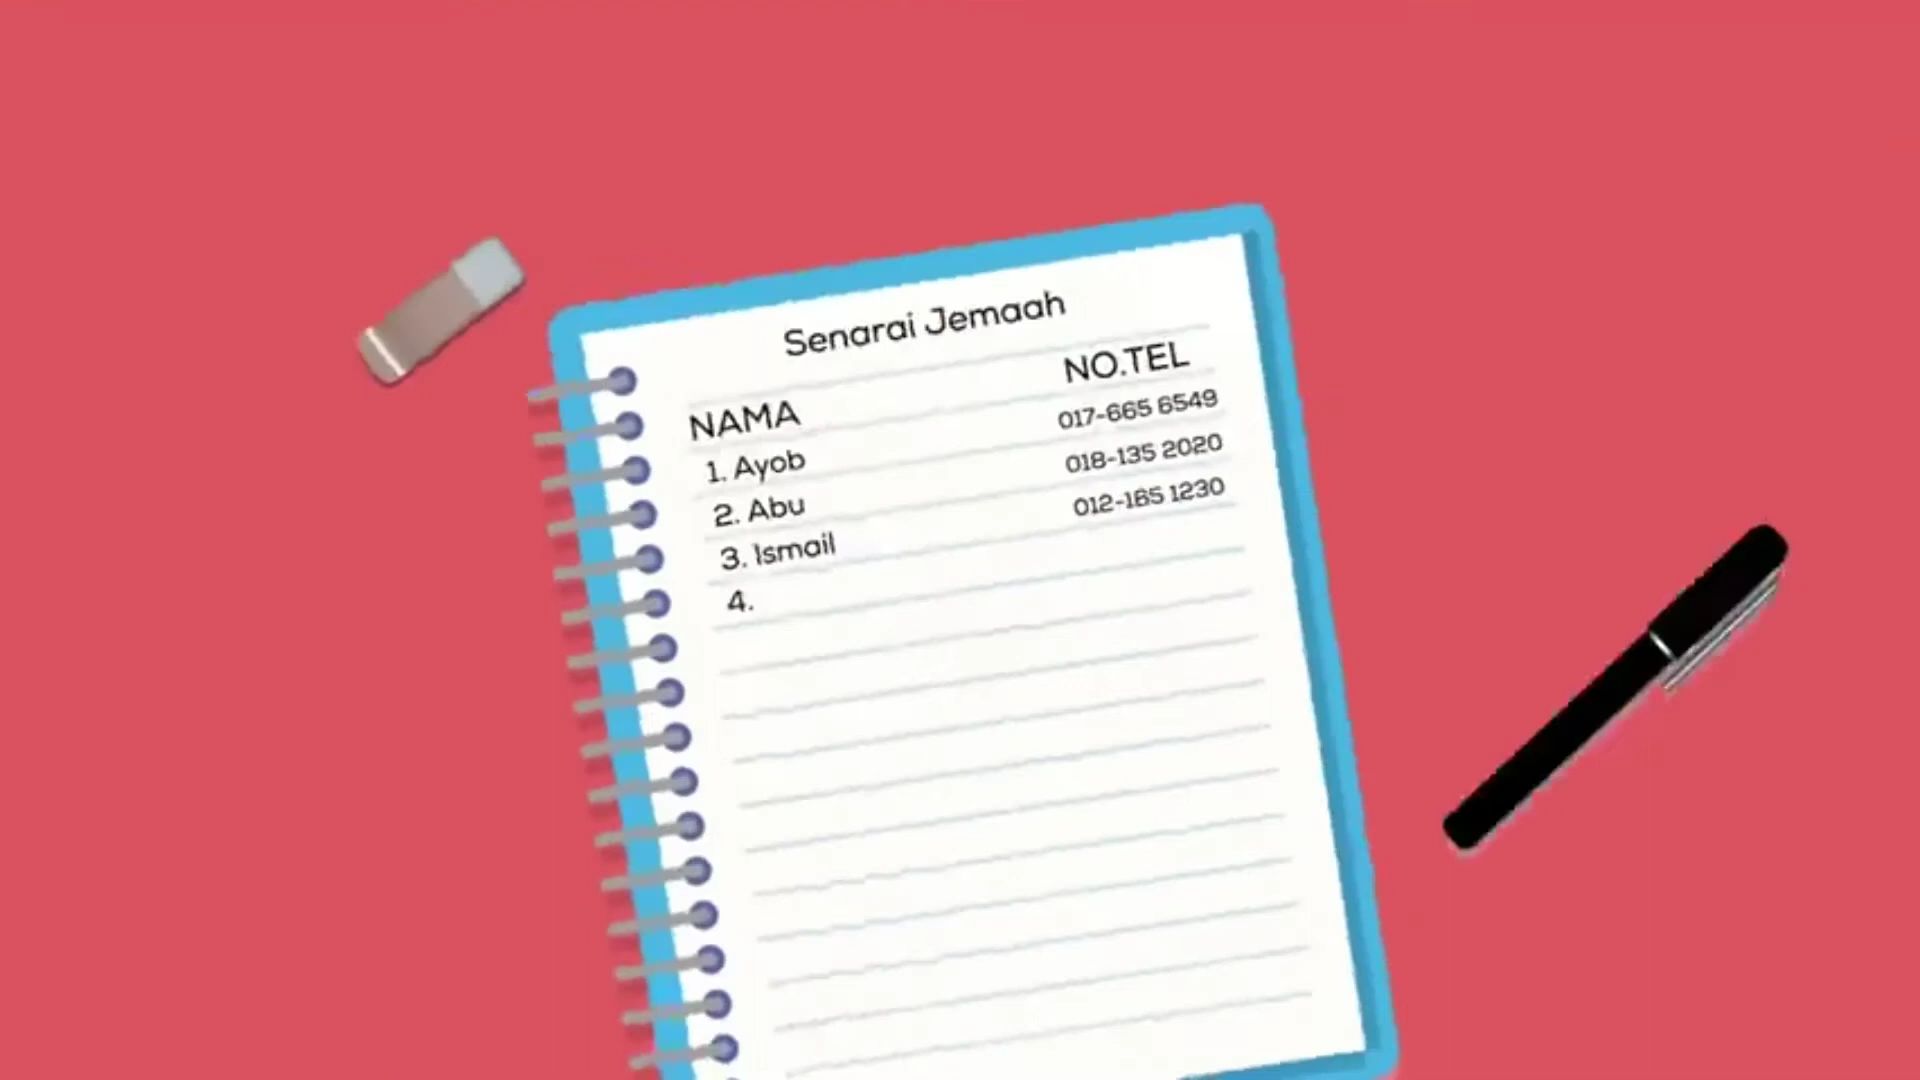 Senarai Jemaah
NAMA NO.TEL
1. Ayob 017-665 6549
2. Abu 018-135 2020
3. Ismail 012-165 1230
4.